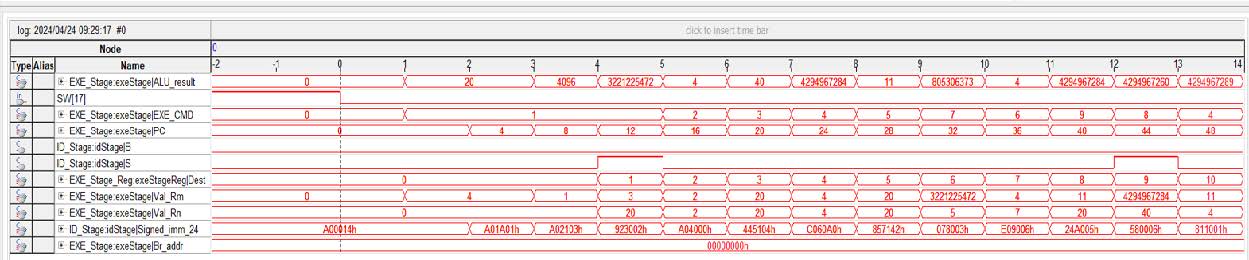 log: 2024/04/24 09:29:17 #0 click to insert time bar
Node 0
Type Alias Name -2 -1 0 1 2 3 4 5 6 7 8 9 10 11 12 13 14
EXE_Stage:exeStage|ALU_result 0 20 4096 3221225472 4 40 4294967284 11 805306373 4 4294967284 4294967260 4294967289
SW[17]
EXE_Stage:exeStage|EXE_CMD 0 1 2 3 4 5 7 6 9 8 4
EXE_Stage:exeStage|PC 0 4 8 12 16 20 24 28 32 36 40 44 48
ID_Stage:idStage|B
ID_Stage:idStage|S
EXE_Stage_Reg:exeStageReg|Dest 0 1 2 3 4 5 6 7 8 9 10
EXE_Stage:exeStage|Val_Rm 0 4 1 3 2 20 4 20 3221225472 4 11 4294967284 11
EXE_Stage:exeStage|Val_Rn 0 20 2 20 4 20 5 7 20 40 4
ID_Stage:idStage|Signed_imm_24 A00014h A01A01h A02103h 923002h A04000h 445104h C060A0h 857142h 078003h E09006h 24A005h 580006h 811001h
EXE_Stage:exeStage|Br_addr 00000000h